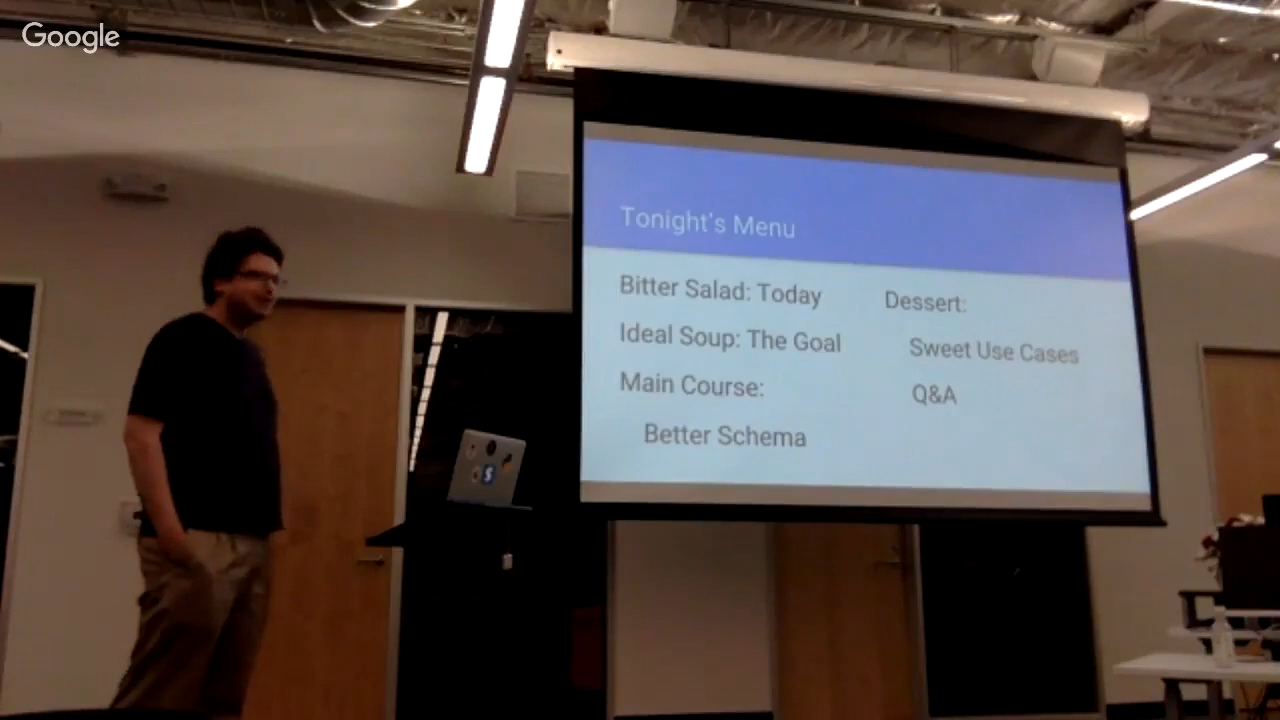 Google
Tonight's Menu
Bitter Salad: Today
Ideal Soup: The Goal
Main Course:
Better Schema
Dessert:
Sweet Use Cases
Q&A